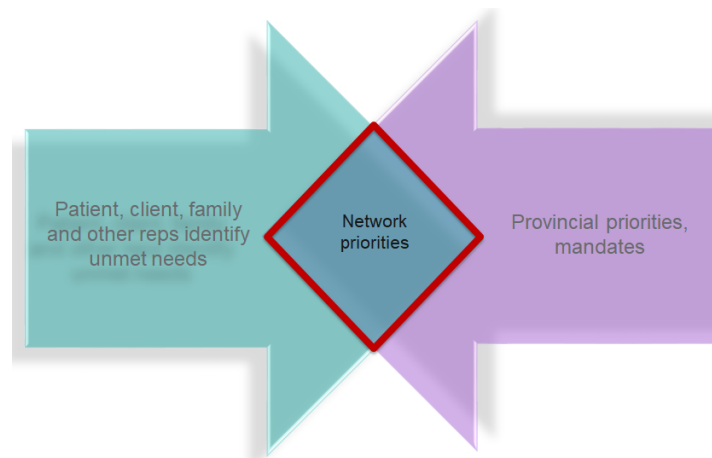 Patient, client, family
and other reps identify
unmet needs
Network
priorities
Provincial priorities,
mandates